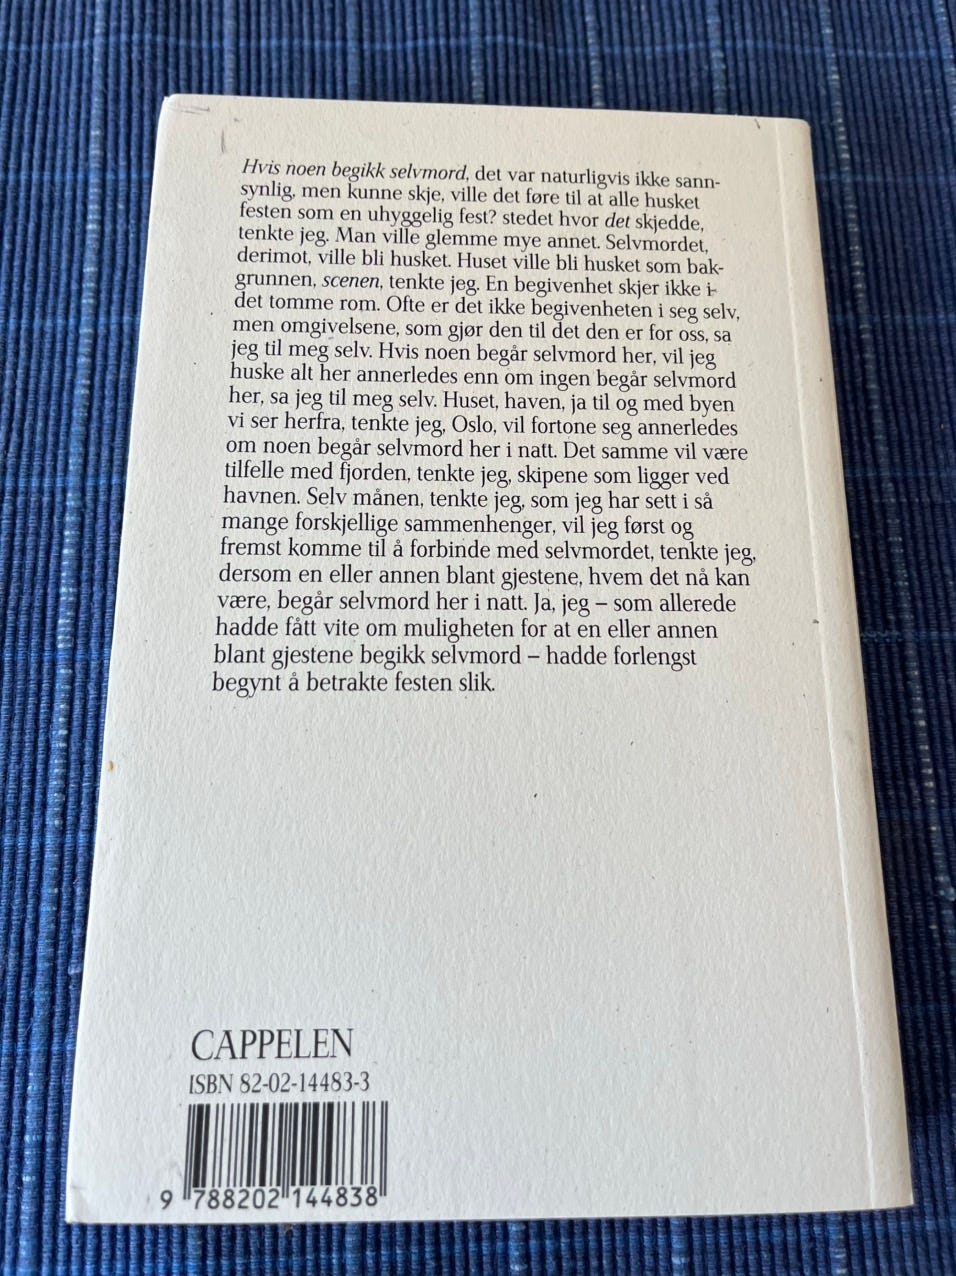 Hvis noen begikk selvmord, det var naturligvis ikke sann-
synlig, men kunne skje, ville det føre til at alle husket
festen som en uhyggelig fest? stedet hvor det skjedde,
tenkte jeg. Man ville glemme mye annet. Selvmordet,
derimot, ville bli husket. Huset ville bli husket som bak-
grunnen, scenen, tenkte jeg. En begivenhet skjer ikke i
det tomme rom. Ofte er det ikke begivenheten i seg selv,
men omgivelsene, som gjør den til det den er for oss, sa
jeg til meg selv. Hvis noen begår selvmord her, vil jeg
huske alt her annerledes enn om ingen begår selvmord
her, sa jeg til meg selv. Huset, haven, ja til og med byen
vi ser herfra, tenkte jeg, Oslo, vil fortone seg annerledes
om noen begår selvmord her i natt. Det samme vil være
tilfelle med fjorden, tenkte jeg, skipene som ligger ved
havnen. Selv månen, tenkte jeg, som jeg har sett i så
mange forskjellige sammenhenger, vil jeg først og
fremst komme til å forbinde med selvmordet, tenkte jeg,
dersom en eller annen blant gjestene, hvem det nå kan
være, begår selvmord her i natt. Ja, jeg – som allerede
hadde fått vite om muligheten for at en eller annen
blant gjestene begikk selvmord – hadde forlengst
begynt å betrakte festen slik.
CAPPELEN
ISBN 82-02-14483-3
9 788202 144838